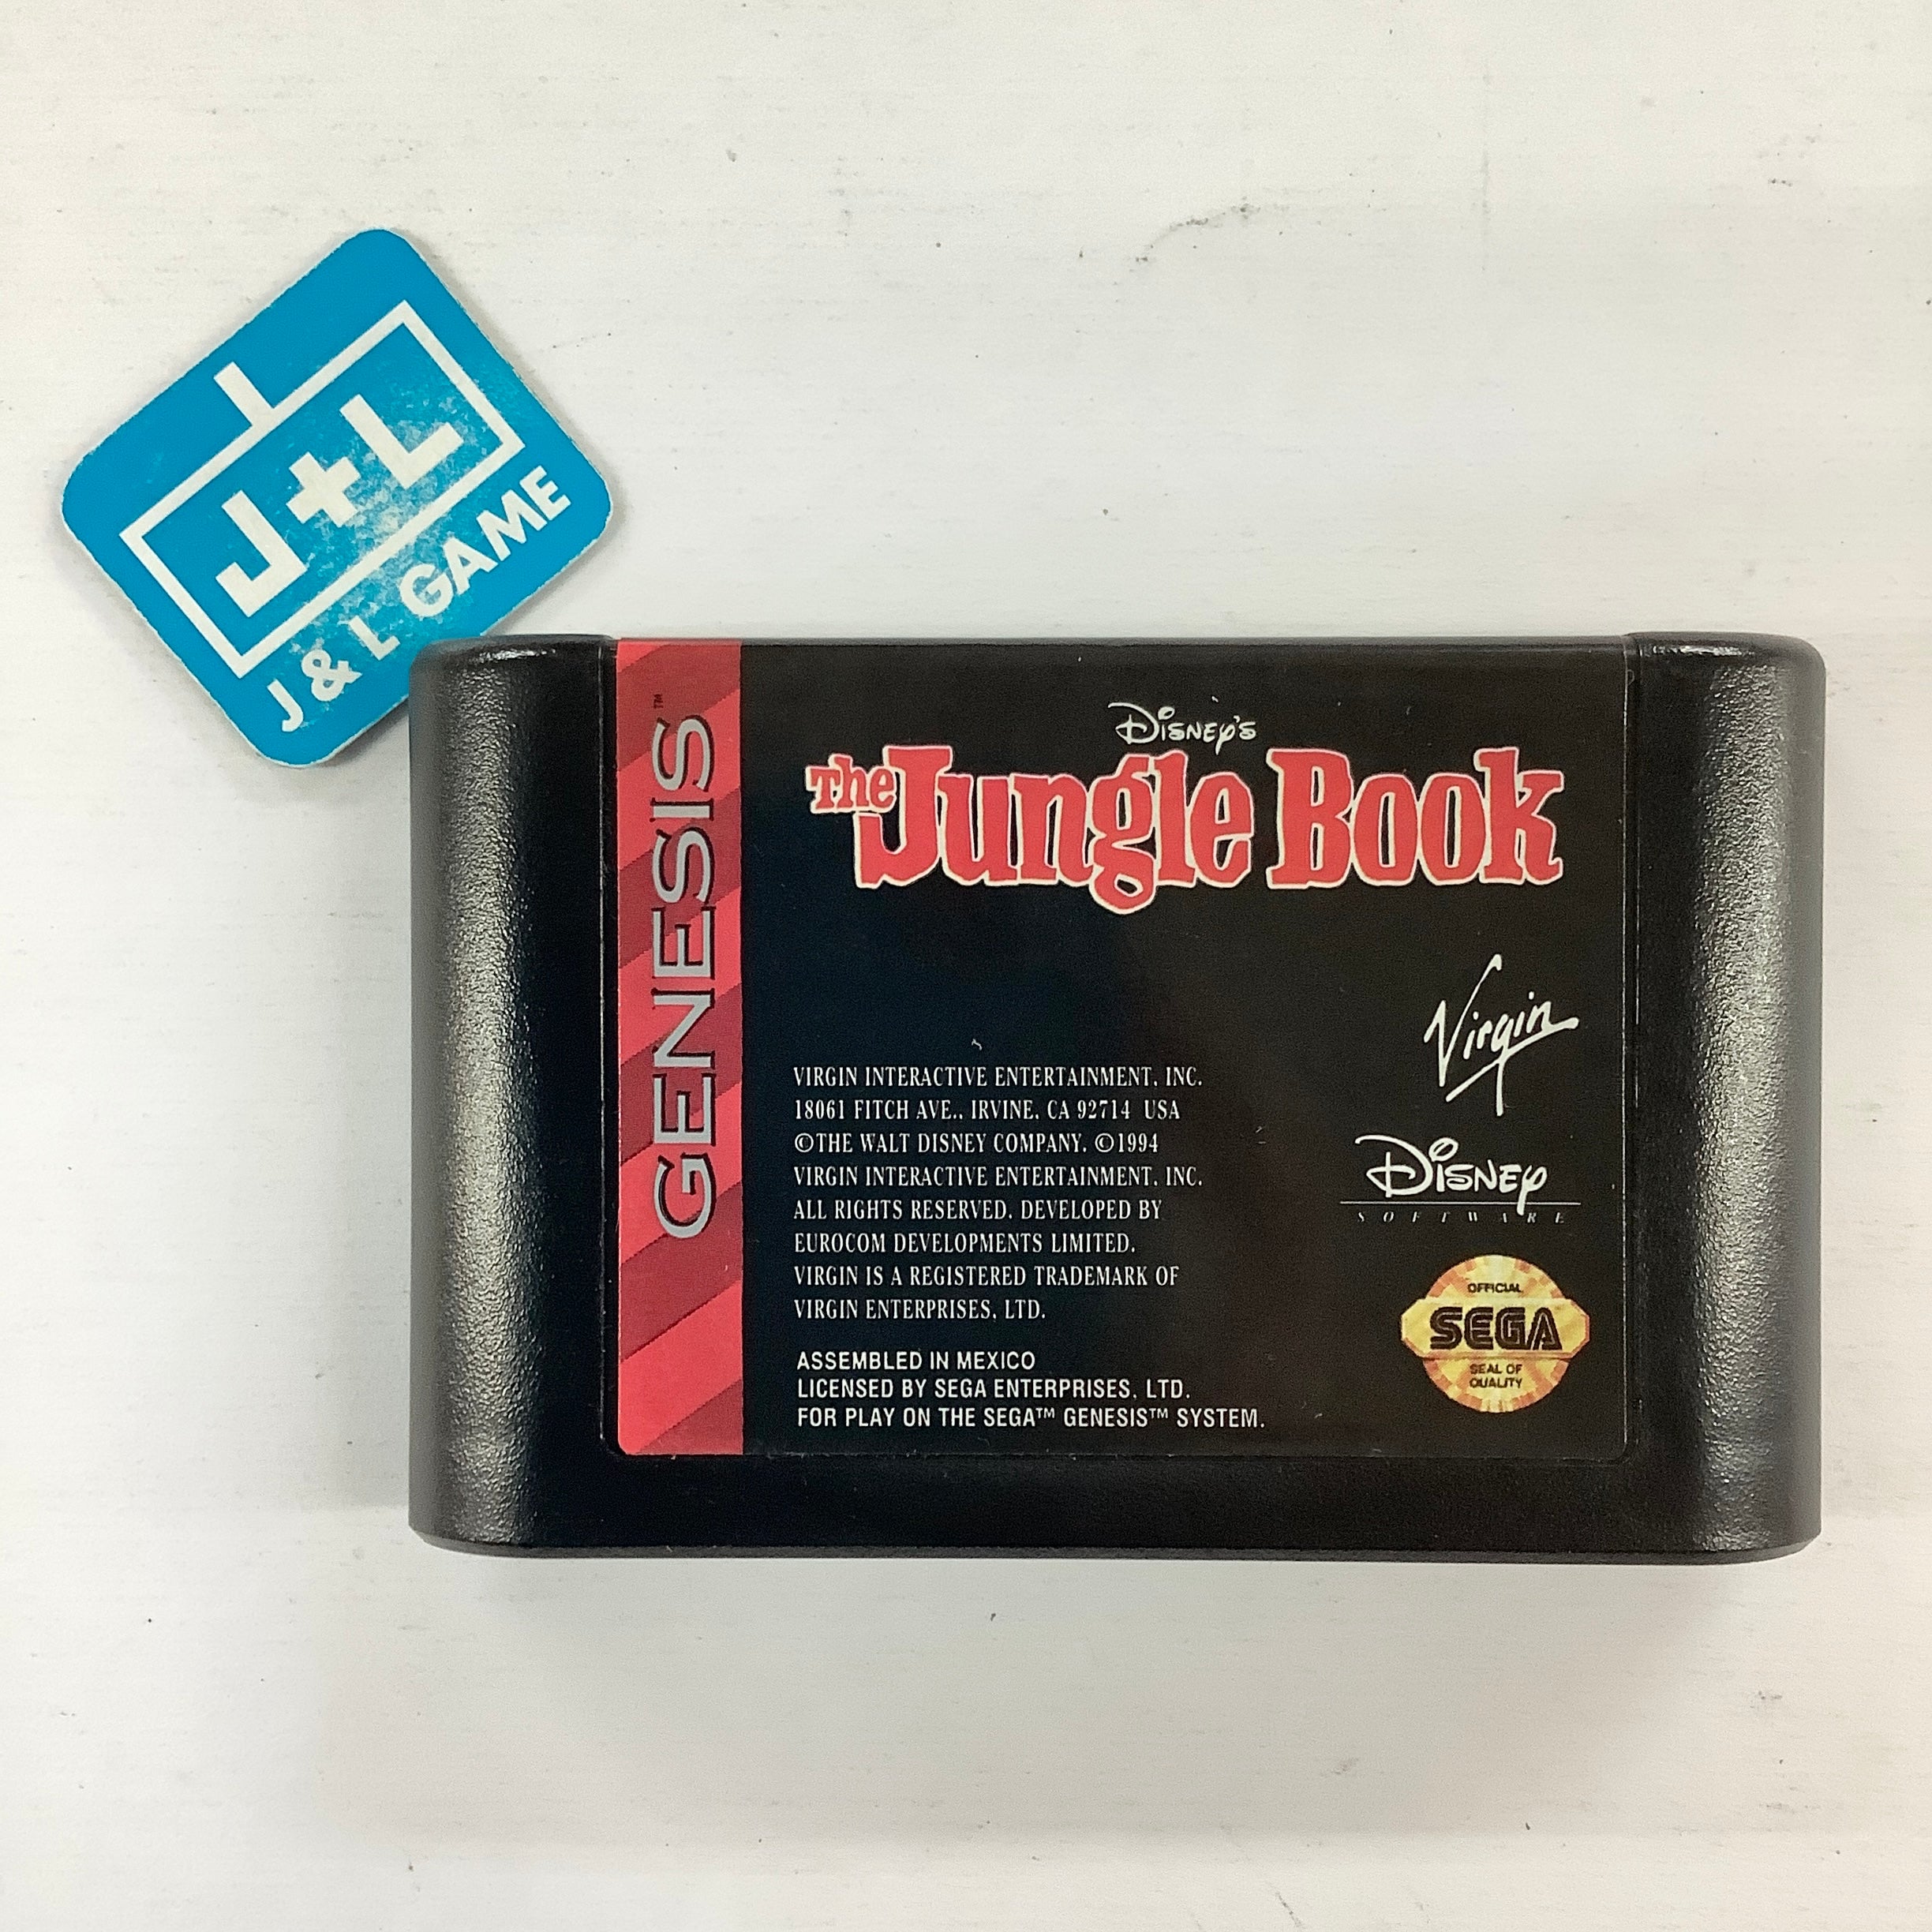 J+L
J & L GAME
GENESIS™
DISNEY'S
The Jungle Book
Virgin
VIRGIN INTERACTIVE ENTERTAINMENT, INC.
18061 FITCH AVE., IRVINE, CA 92714 USA
©THE WALT DISNEY COMPANY. ©1994
VIRGIN INTERACTIVE ENTERTAINMENT, INC.
ALL RIGHTS RESERVED. DEVELOPED BY
EUROCOM DEVELOPMENTS LIMITED.
VIRGIN IS A REGISTERED TRADEMARK OF
VIRGIN ENTERPRISES, LTD.
DISNEY
SOFTWARE
OFFICIAL
SEGA
SEAL OF
QUALITY
ASSEMBLED IN MEXICO
LICENSED BY SEGA ENTERPRISES, LTD.
FOR PLAY ON THE SEGA™ GENESIS™ SYSTEM.